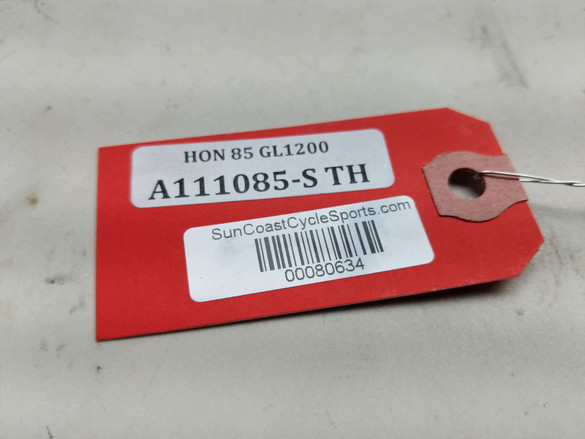 HON 85 GL1200
A111085-S TH
SunCoastCycleSports.com
00080634